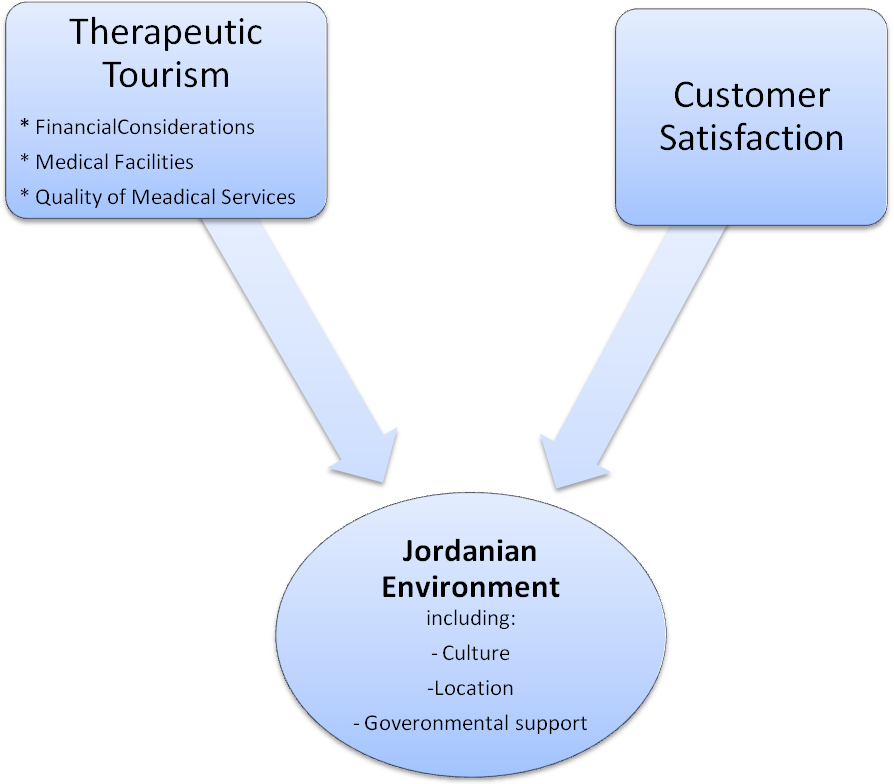 Therapeutic
Tourism
* FinancialConsiderations
* Medical Facilities
* Quality of Meadical Services
Customer
Satisfaction
Jordanian
Environment
including:
- Culture
-Location
- Goveronmental support